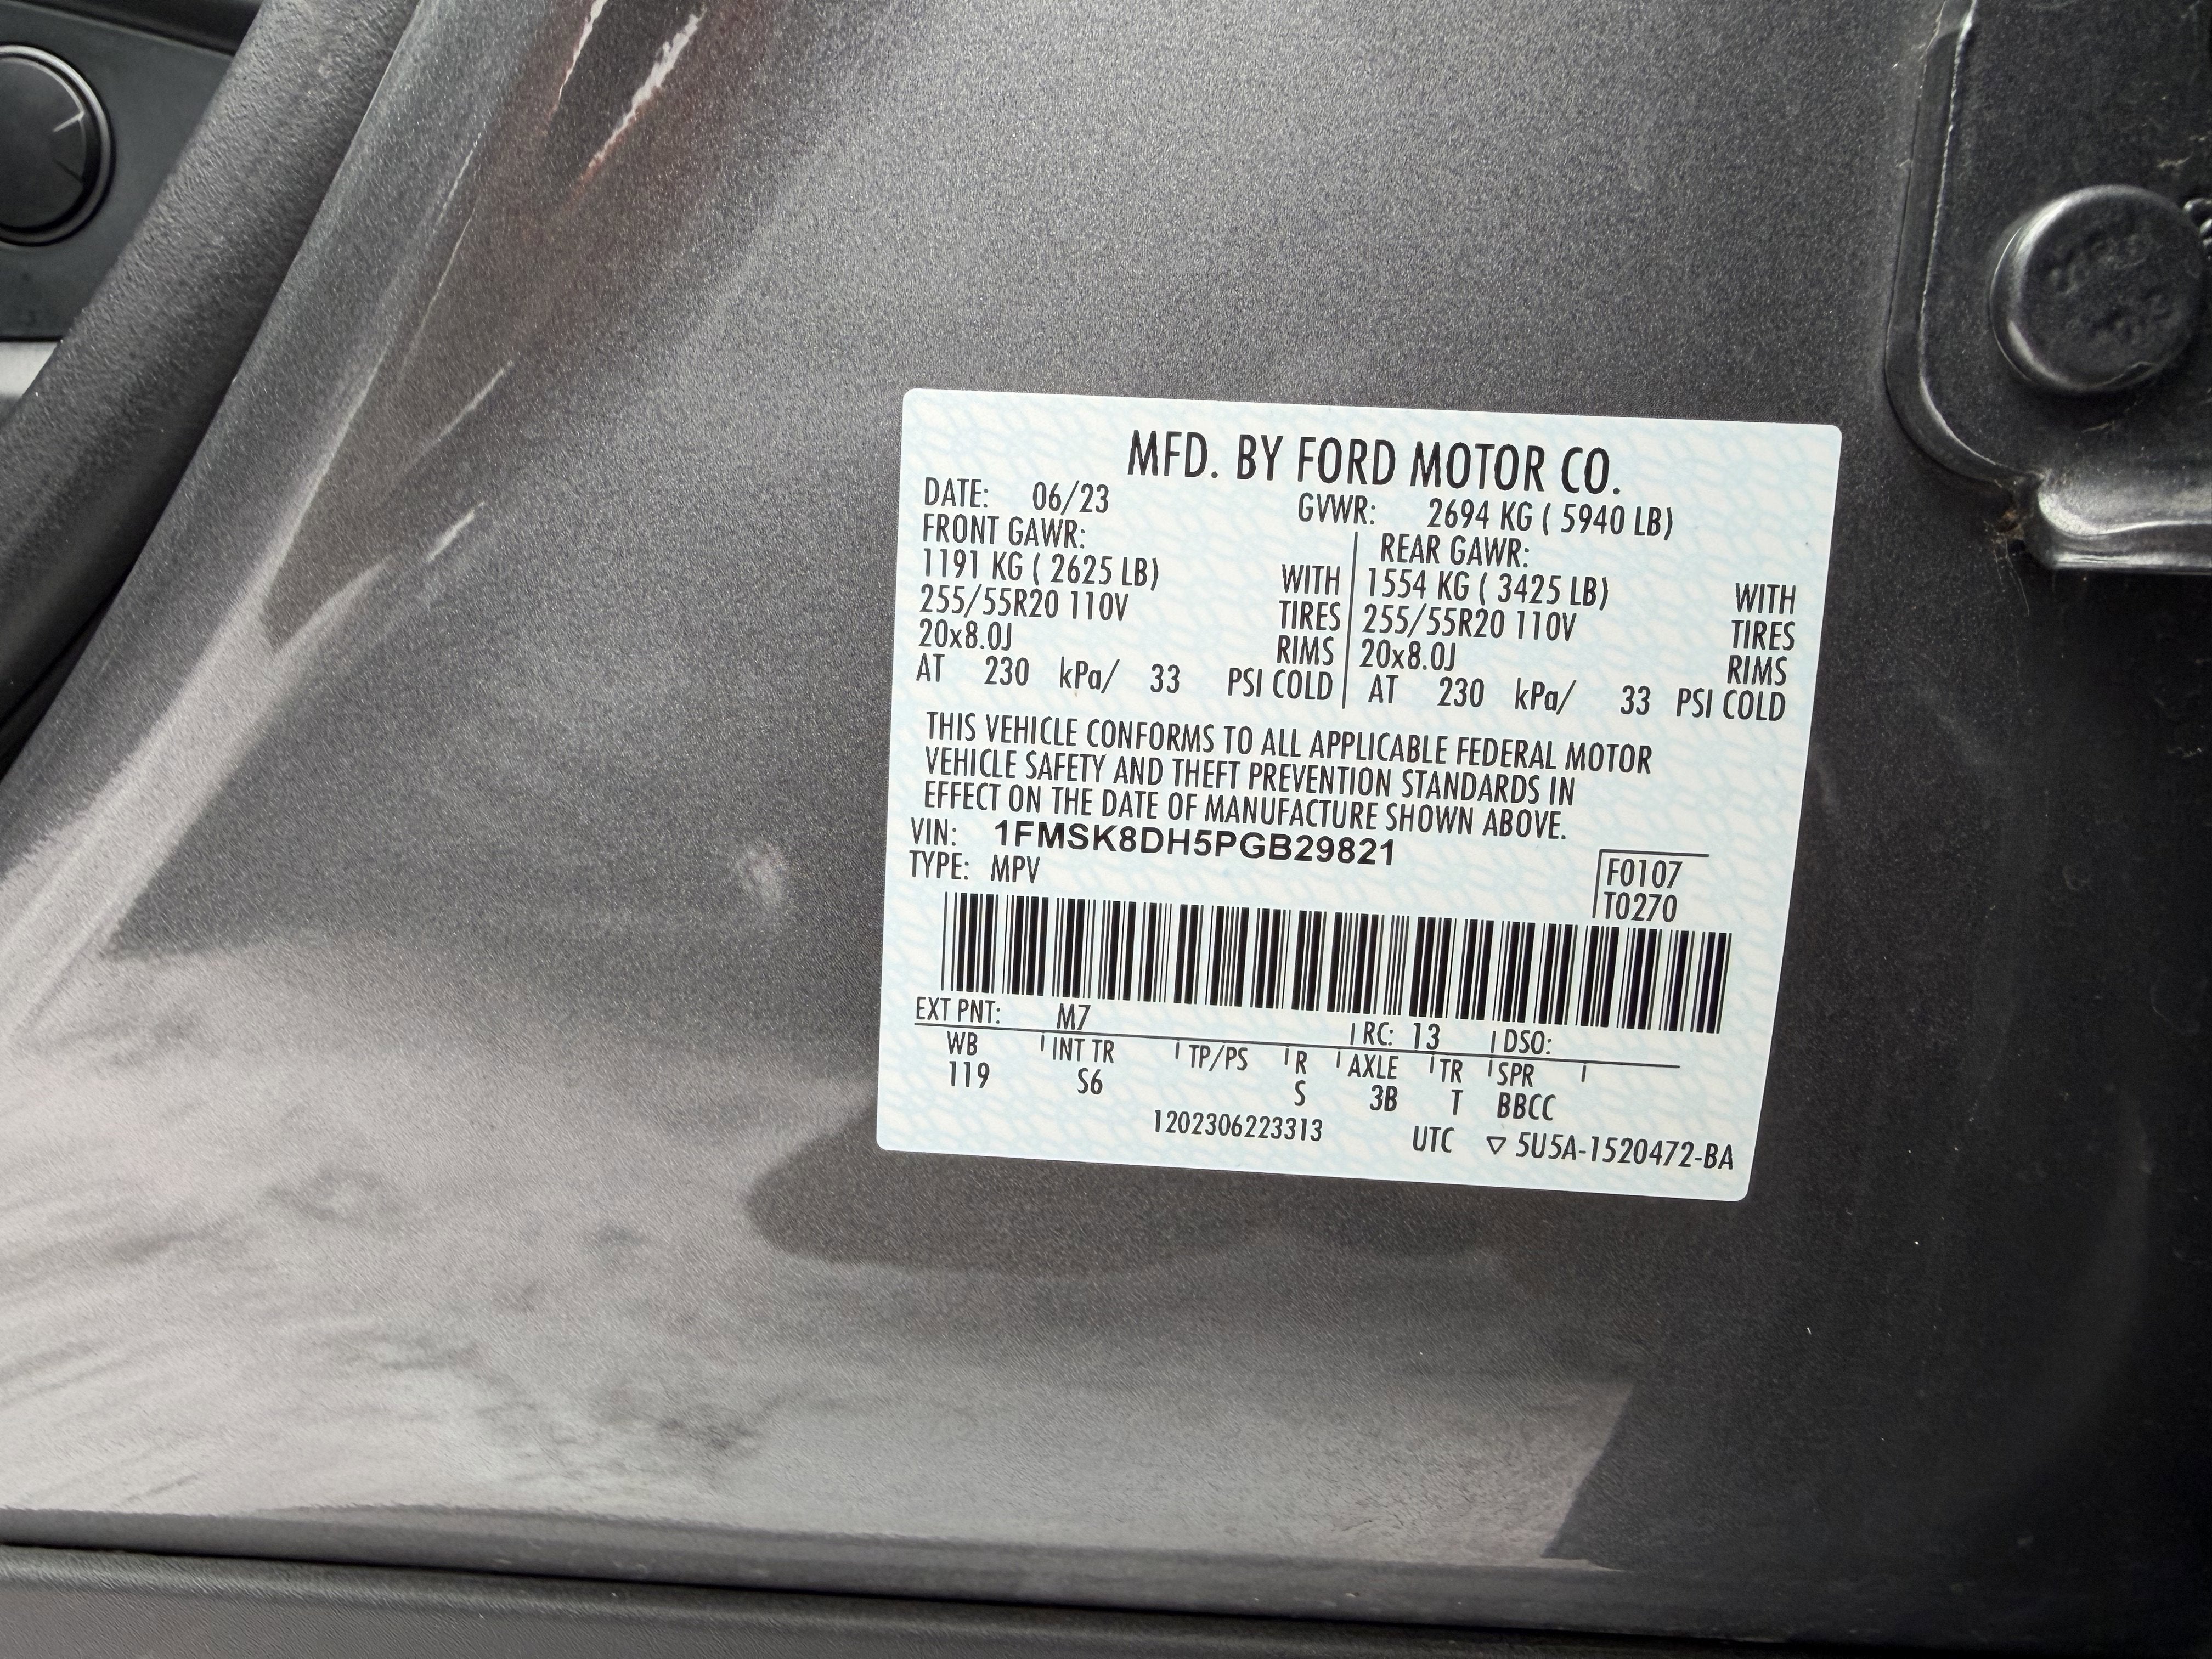 MFD. BY FORD MOTOR CO.
DATE: 06/23 GVWR: 2694 KG ( 5940 LB)
FRONT GAWR: REAR GAWR:
1191 KG ( 2625 LB) WITH 1554 KG ( 3425 LB) WITH
255/55R20 110V TIRES 255/55R20 110V TIRES
20x8.0J RIMS 20x8.0J RIMS
AT 230 kPa/ 33 PSI COLD AT 230 kPa/ 33 PSI COLD
THIS VEHICLE CONFORMS TO ALL APPLICABLE FEDERAL MOTOR
VEHICLE SAFETY AND THEFT PREVENTION STANDARDS IN
EFFECT ON THE DATE OF MANUFACTURE SHOWN ABOVE.
VIN: 1FMSK8DH5PGB29821
TYPE: MPV
F0107
T0270
EXT PNT: M7 RC: 13 DSO:
WB INT TR TP/PS R AXLE TR SPR
119 S6 S 3B T BBCC
1202306223313 UTC ▽ 5U5A-1520472-BA